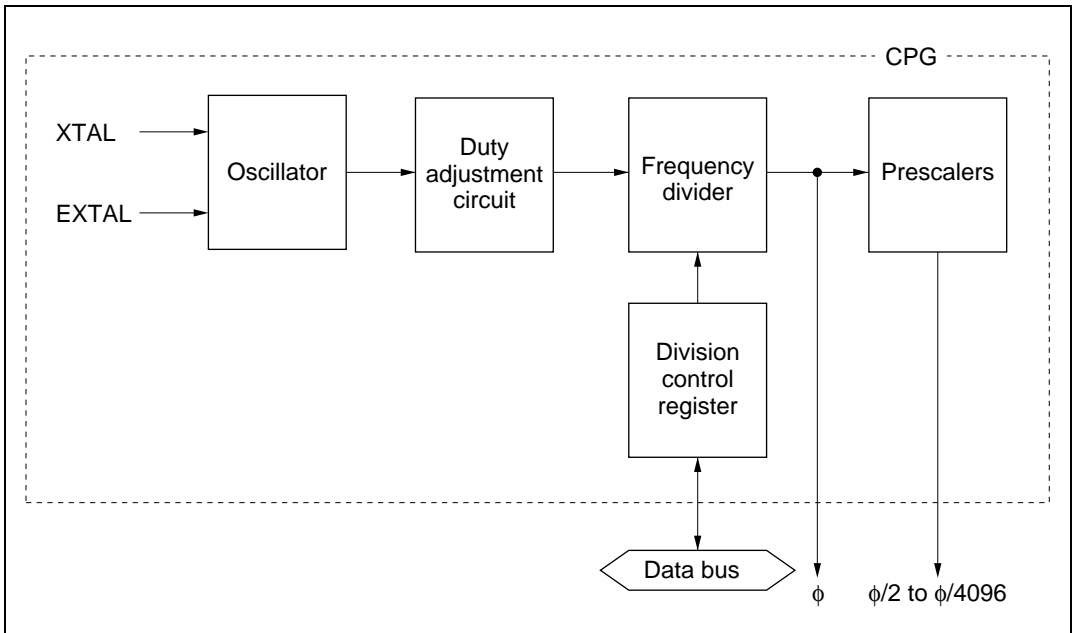 CPG
XTAL
EXTAL
Oscillator
Duty
adjustment
circuit
Frequency
divider
Prescalers
Division
control
register
Data bus
ϕ
ϕ/2 to ϕ/4096